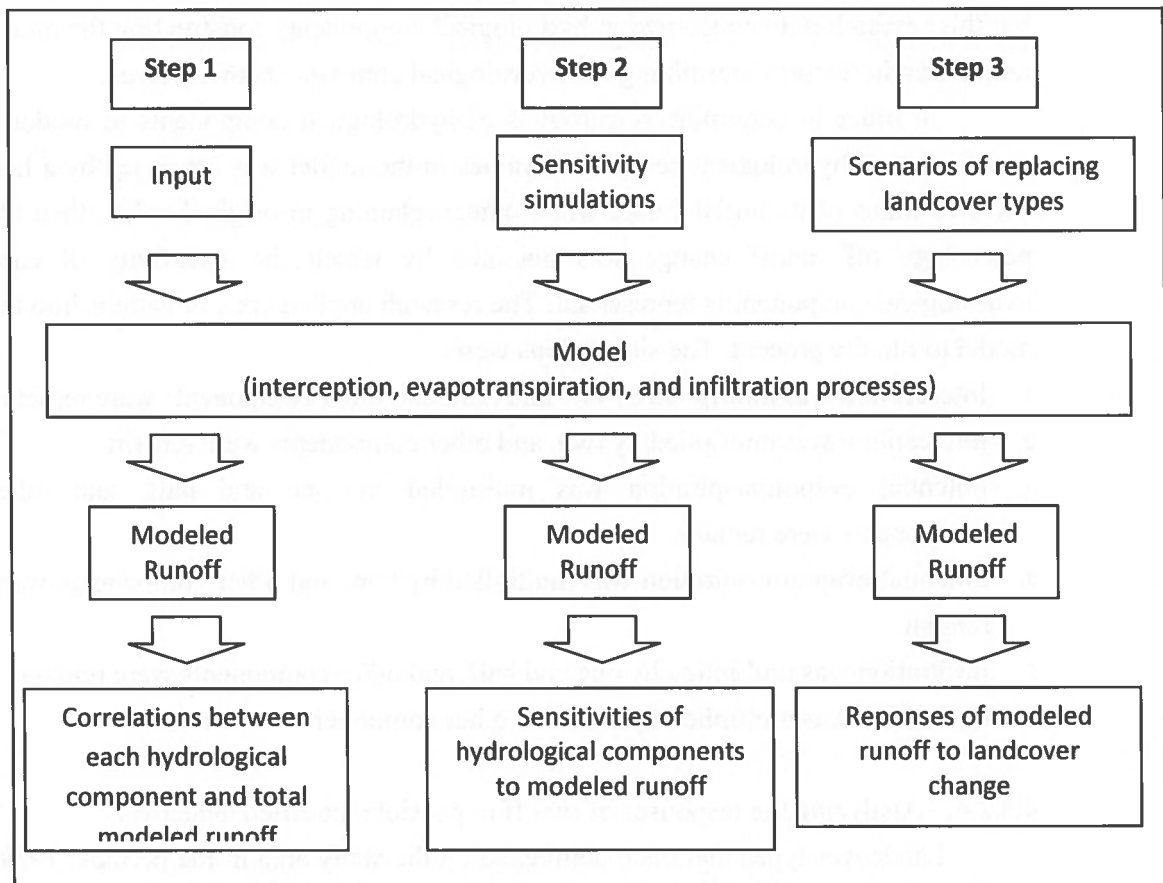 Step 1
Step 2
Step 3
Input
Sensitivity
simulations
Scenarios of replacing
landcover types
Model
(interception, evapotranspiration, and infiltration processes)
Modeled
Runoff
Modeled
Runoff
Modeled
Runoff
Correlations between
each hydrological
component and total
modeled runoff
Sensitivities of
hydrological components
to modeled runoff
Reponses of modeled
runoff to landcover
change